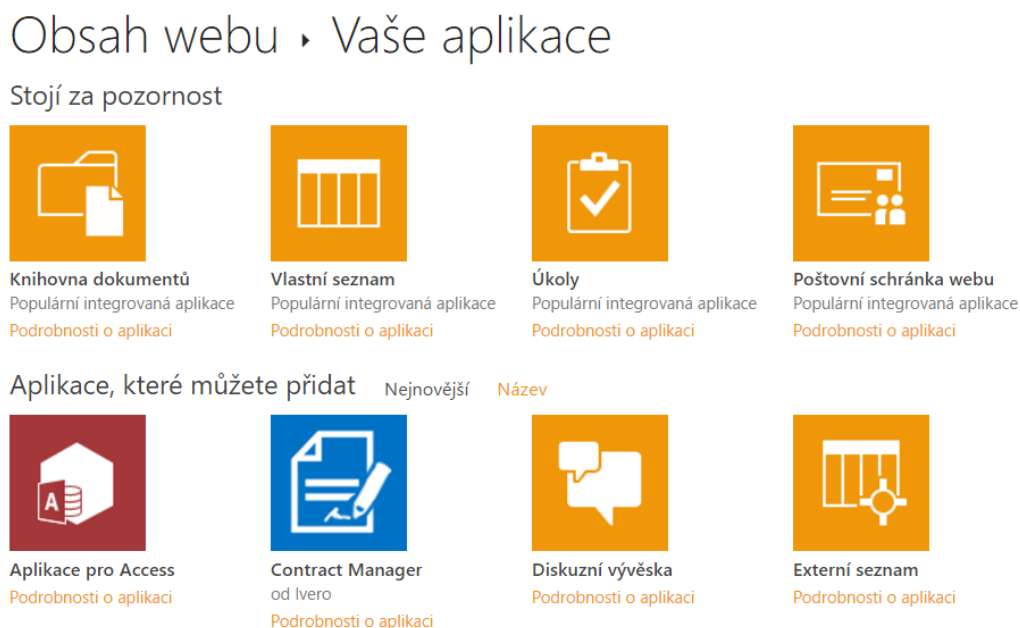 Obsah webu ▸ Vaše aplikace
Stojí za pozornost
Knihovna dokumentů
Populární integrovaná aplikace
Podrobnosti o aplikaci
Vlastní seznam
Populární integrovaná aplikace
Podrobnosti o aplikaci
Úkoly
Populární integrovaná aplikace
Podrobnosti o aplikaci
Poštovní schránka webu
Populární integrovaná aplikace
Podrobnosti o aplikaci
Aplikace, které můžete přidat Nejnovější Název
A
Aplikace pro Access
Podrobnosti o aplikaci
Contract Manager
od Ivero
Podrobnosti o aplikaci
Diskuzní vývěska
Podrobnosti o aplikaci
Externí seznam
Podrobnosti o aplikaci